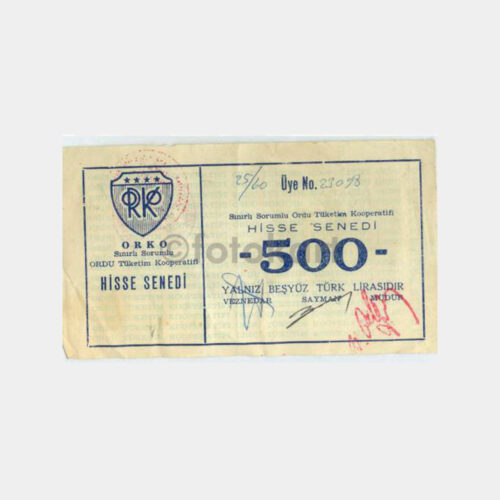 ORKO
Sınırlı Sorumlu
ORDU Tüketim Kooperatifi
HİSSE SENEDİ
25/60 Üye No. 23098
Sınırlı Sorumlu Ordu Tüketim Kooperatifi
HİSSE SENEDİ
-500-
YALNIZ BEŞYÜZ TÜRK LİRASIDIR
VEZNEDAR SAYMAN MÜDÜR